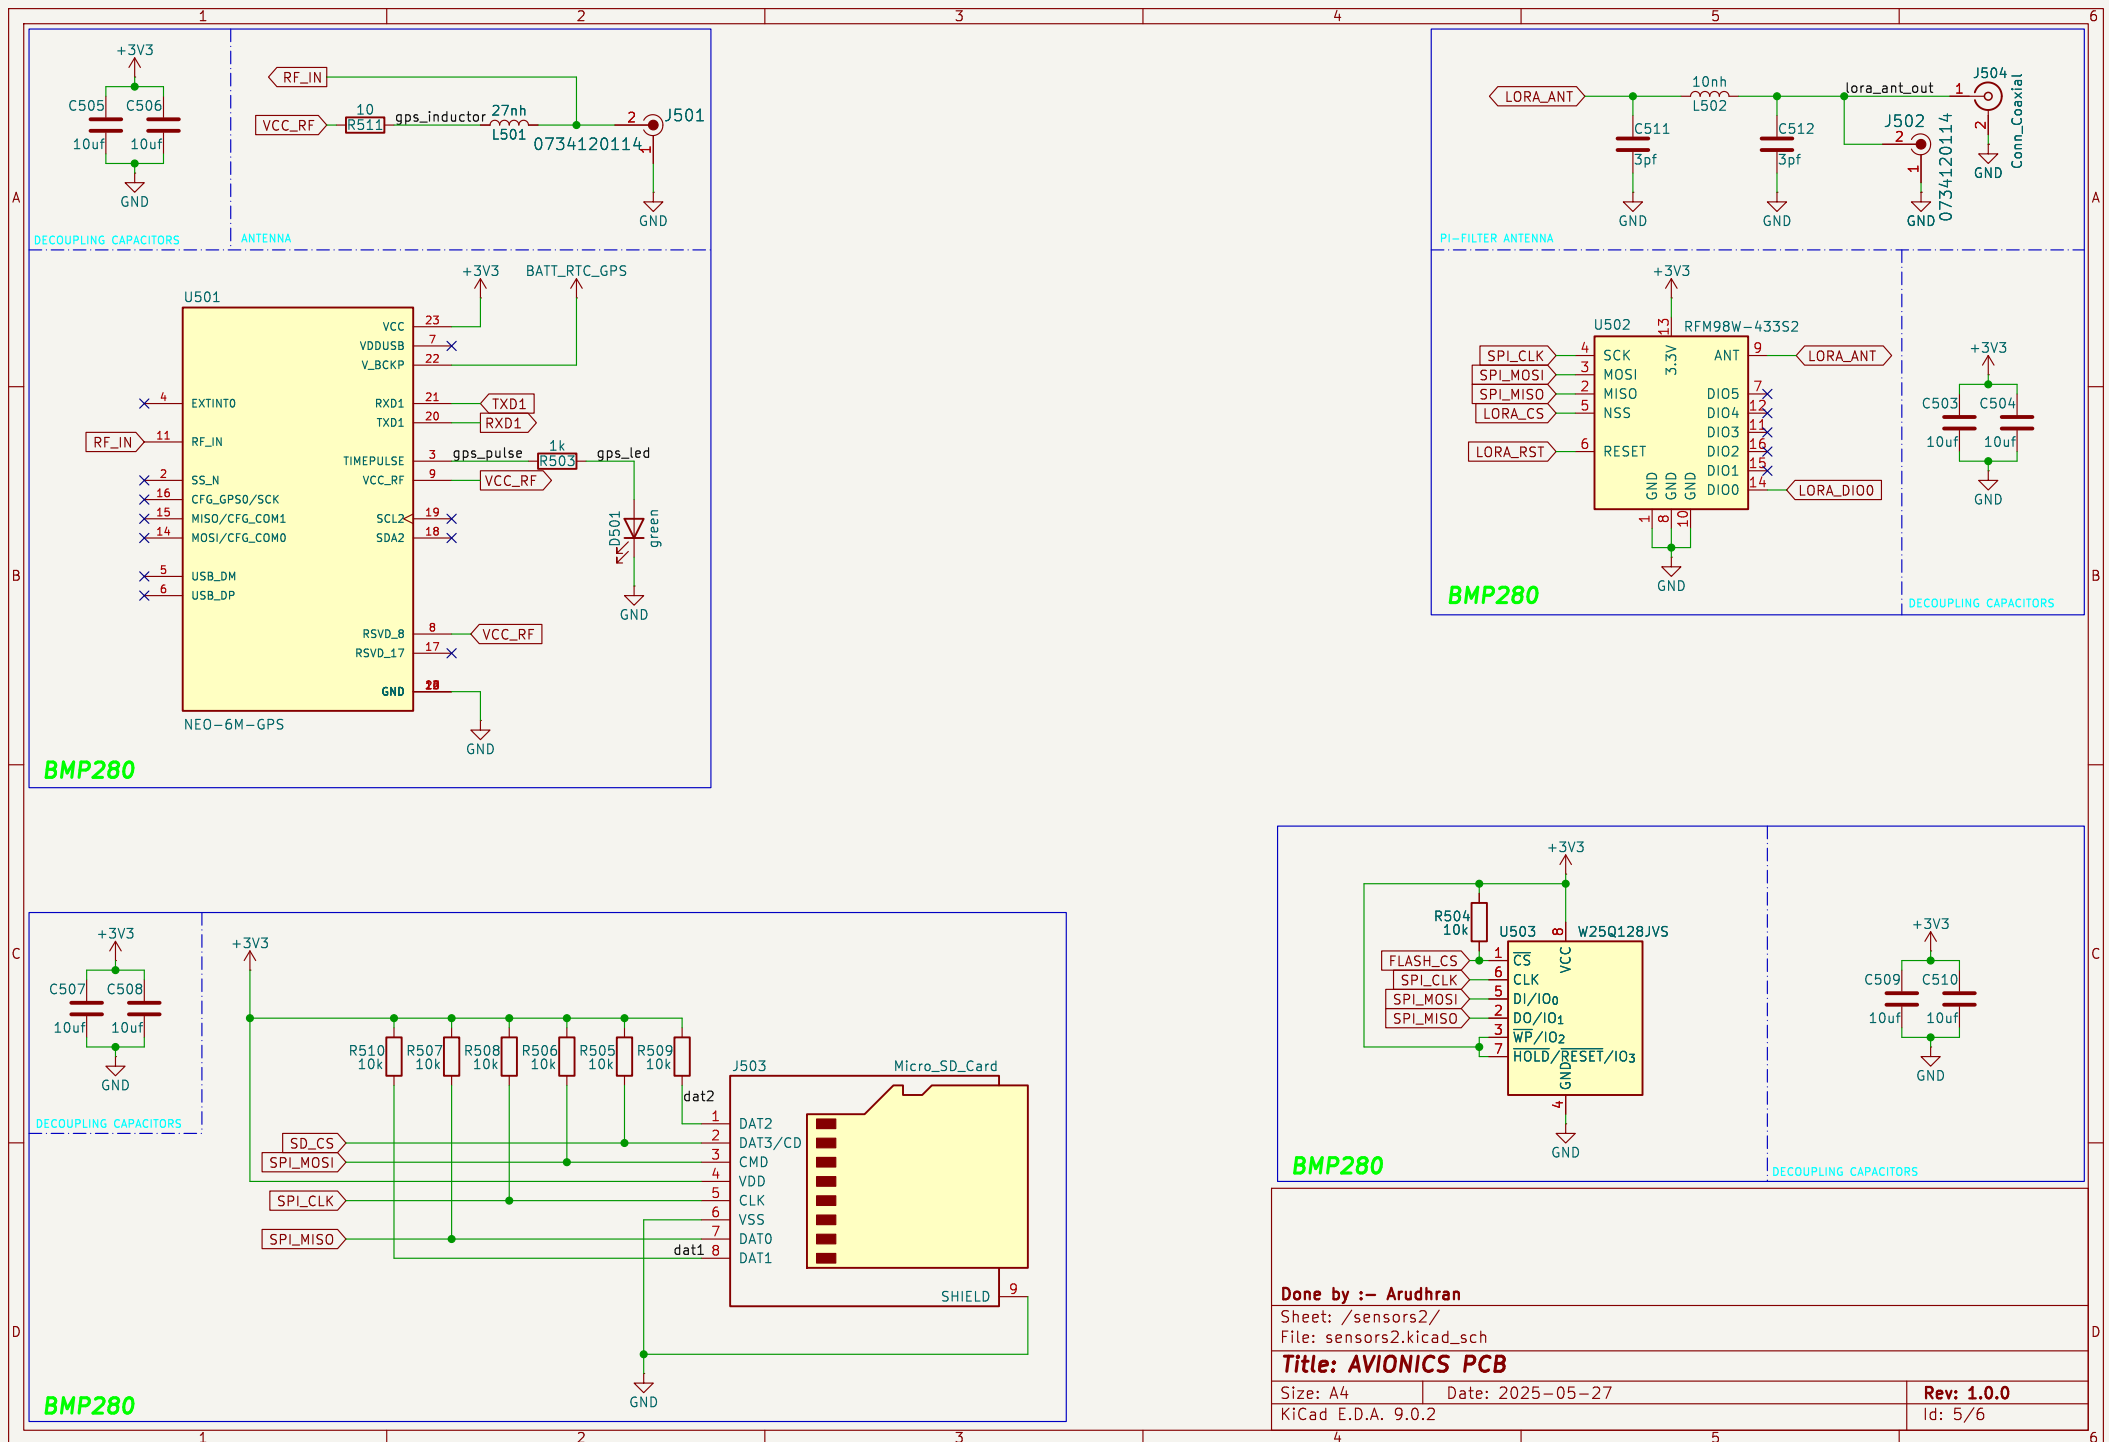 1 2 3 4 5 6
A
B
C
D
+3V3
C505 C506
10uf 10uf
GND
DECOUPLING CAPACITORS
RF_IN
VCC_RF
10
R511
gps_inductor
27nh
L501
2 J501
0734120114
1
GND
ANTENNA
+3V3 BATT_RTC_GPS
U501
VCC 23
VDDUSB 7
V_BCKP 22
4 EXTINT0 RXD1 21 TXD1
TXD1 20 RXD1
RF_IN 11 RF_IN
TIMEPULSE 3 gps_pulse 1k R503 gps_led
2 SS_N VCC_RF 9 VCC_RF
16 CFG_GPS0/SCK
15 MISO/CFG_COM1 SCL2 19
14 MOSI/CFG_COM0 SDA2 18
D501 green
5 USB_DM
6 USB_DP
GND
RSVD_8 8 VCC_RF
RSVD_17 17
GND
NEO-6M-GPS
GND
BMP280
LORA_ANT
10nh
L502
lora_ant_out
J504
1
2
Conn_Coaxial
GND
C511
3pf
GND
C512
3pf
GND
J502
2
1
0734120114
GND
PI-FILTER ANTENNA
+3V3
U502 13 RFM98W-433S2
3.3V
SPI_CLK 4 SCK ANT 9 LORA_ANT
SPI_MOSI 3 MOSI
SPI_MISO 2 MISO DIO5 7
LORA_CS 5 NSS DIO4 12
DIO3 11
LORA_RST 6 RESET DIO2 16
DIO1 15
DIO0 14 LORA_DIO0
GND GND GND
1 8 10
GND
BMP280
+3V3
C503 C504
10uf 10uf
GND
DECOUPLING CAPACITORS
+3V3
C507 C508
10uf 10uf
GND
DECOUPLING CAPACITORS
+3V3
R510 R507 R508 R506 R505 R509
10k 10k 10k 10k 10k 10k
J503 Micro_SD_Card
dat2
1 DAT2
SD_CS 2 DAT3/CD
SPI_MOSI 3 CMD
4 VDD
SPI_CLK 5 CLK
6 VSS
SPI_MISO 7 DAT0
dat1 8 DAT1
SHIELD 9
GND
BMP280
+3V3
R504
10k
U503 8 W25Q128JVS
VCC
FLASH_CS 1 CS
SPI_CLK 6 CLK
SPI_MOSI 5 DI/IO0
SPI_MISO 2 DO/IO1
3 WP/IO2
7 HOLD/RESET/IO3
GND
4
GND
BMP280
+3V3
C509 C510
10uf 10uf
GND
DECOUPLING CAPACITORS
Done by :- Arudhran
Sheet: /sensors2/
File: sensors2.kicad_sch
Title: AVIONICS PCB
Size: A4 Date: 2025-05-27 Rev: 1.0.0
KiCad E.D.A. 9.0.2 Id: 5/6
A
B
C
D
1 2 3 4 5 6